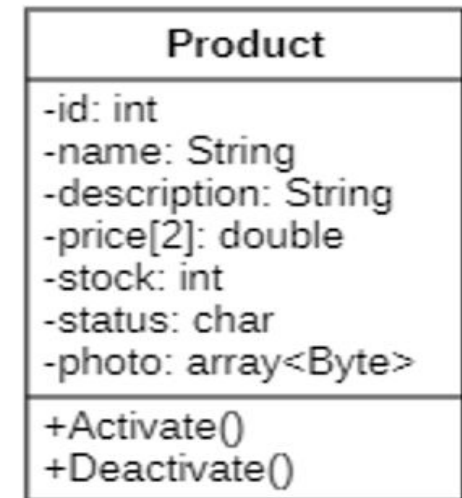 Product
-id: int
-name: String
-description: String
-price[2]: double
-stock: int
-status: char
-photo: array<Byte>
+Activate()
+Deactivate()